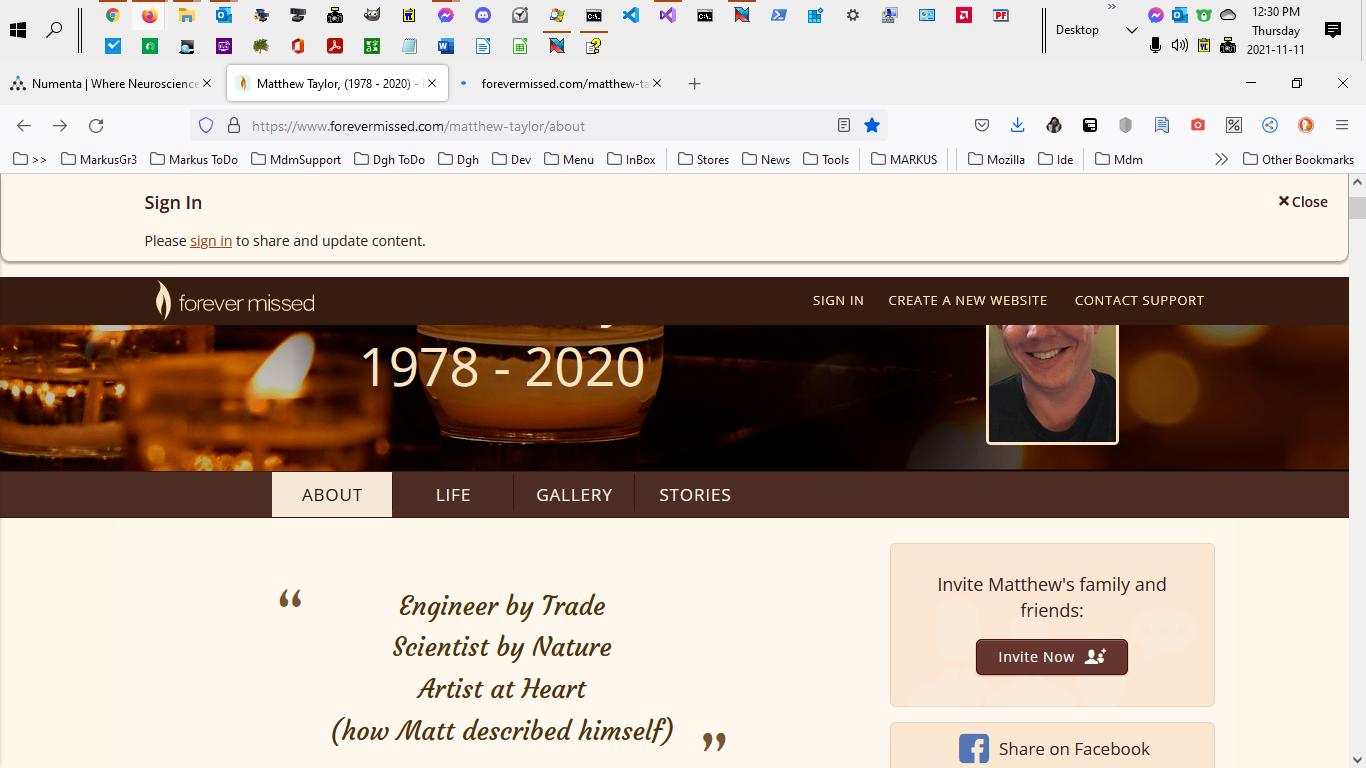 12:30 PM
Desktop
Thursday
2021-11-11
Numenta | Where Neuroscience
Matthew Taylor, (1978 - 2020) -
forevermissed.com/matthew-ta
https://www.forevermissed.com/matthew-taylor/about
>>
MarkusGr3
Markus ToDo
MdmSupport
Dgh ToDo
Dgh
Dev
Menu
InBox
Stores
News
Tools
MARKUS
Mozilla
Ide
Mdm
Other Bookmarks
Sign In
Close
Please sign in to share and update content.
forever missed
SIGN IN
CREATE A NEW WEBSITE
CONTACT SUPPORT
1978 - 2020
ABOUT
LIFE
GALLERY
STORIES
“
Engineer by Trade
Scientist by Nature
Artist at Heart
(how Matt described himself)
”
Invite Matthew's family and
friends:
Invite Now
Share on Facebook